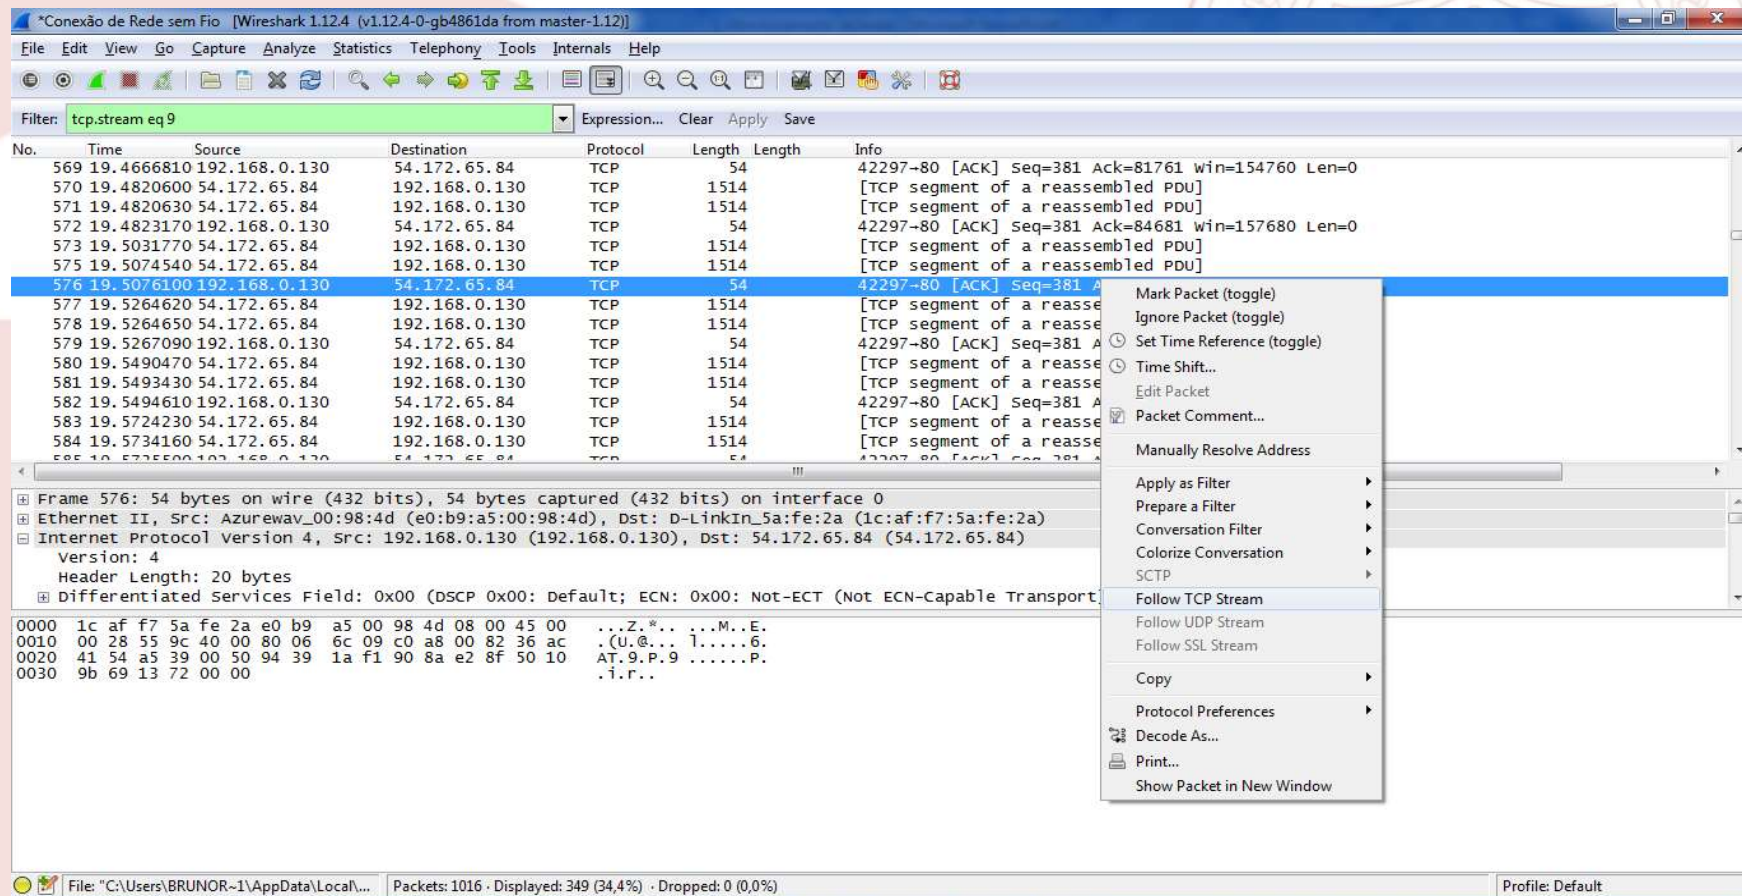 *Conexão de Rede sem Fio [Wireshark 1.12.4 (v1.12.4-0-gb4861da from master-1.12)]
File Edit View Go Capture Analyze Statistics Telephony Tools Internals Help
Filter: tcp.stream eq 9 Expression... Clear Apply Save
No. Time Source Destination Protocol Length Length Info
569 19.4666810 192.168.0.130 54.172.65.84 TCP 54 42297→80 [ACK] Seq=381 Ack=81761 Win=154760 Len=0
570 19.4820600 54.172.65.84 192.168.0.130 TCP 1514 [TCP segment of a reassembled PDU]
571 19.4820630 54.172.65.84 192.168.0.130 TCP 1514 [TCP segment of a reassembled PDU]
572 19.4823170 192.168.0.130 54.172.65.84 TCP 54 42297→80 [ACK] Seq=381 Ack=84681 Win=157680 Len=0
573 19.5031770 54.172.65.84 192.168.0.130 TCP 1514 [TCP segment of a reassembled PDU]
575 19.5074540 54.172.65.84 192.168.0.130 TCP 1514 [TCP segment of a reassembled PDU]
576 19.5076100 192.168.0.130 54.172.65.84 TCP 54 42297→80 [ACK] Seq=381 A
577 19.5264620 54.172.65.84 192.168.0.130 TCP 1514 [TCP segment of a reasse
578 19.5264650 54.172.65.84 192.168.0.130 TCP 1514 [TCP segment of a reasse
579 19.5267090 192.168.0.130 54.172.65.84 TCP 54 42297→80 [ACK] Seq=381 A
580 19.5490470 54.172.65.84 192.168.0.130 TCP 1514 [TCP segment of a reasse
581 19.5493430 54.172.65.84 192.168.0.130 TCP 1514 [TCP segment of a reasse
582 19.5494610 192.168.0.130 54.172.65.84 TCP 54 42297→80 [ACK] Seq=381 A
583 19.5724230 54.172.65.84 192.168.0.130 TCP 1514 [TCP segment of a reasse
584 19.5734160 54.172.65.84 192.168.0.130 TCP 1514 [TCP segment of a reasse
Mark Packet (toggle)
Ignore Packet (toggle)
Set Time Reference (toggle)
Time Shift...
Edit Packet
Packet Comment...
Manually Resolve Address
Apply as Filter
Prepare a Filter
Conversation Filter
Colorize Conversation
SCTP
Follow TCP Stream
Follow UDP Stream
Follow SSL Stream
Copy
Protocol Preferences
Decode As...
Print...
Show Packet in New Window
Frame 576: 54 bytes on wire (432 bits), 54 bytes captured (432 bits) on interface 0
Ethernet II, Src: Azurewav_00:98:4d (e0:b9:a5:00:98:4d), Dst: D-LinkIn_5a:fe:2a (1c:af:f7:5a:fe:2a)
Internet Protocol Version 4, Src: 192.168.0.130 (192.168.0.130), Dst: 54.172.65.84 (54.172.65.84)
Version: 4
Header Length: 20 bytes
Differentiated Services Field: 0x00 (DSCP 0x00: Default; ECN: 0x00: Not-ECT (Not ECN-Capable Transport)
0000 1c af f7 5a fe 2a e0 b9 a5 00 98 4d 08 00 45 00 ...Z.*.. ...M..E.
0010 00 28 55 9c 40 00 80 06 6c 09 c0 a8 00 82 36 ac .(U.@... l.....6.
0020 41 54 a5 39 00 50 94 39 1a f1 90 8a e2 8f 50 10 AT.9.P.9 ......P.
0030 9b 69 13 72 00 00 .i.r..
File: "C:\Users\BRUNOR~1\AppData\Local\... Packets: 1016 · Displayed: 349 (34,4%) · Dropped: 0 (0,0%) Profile: Default